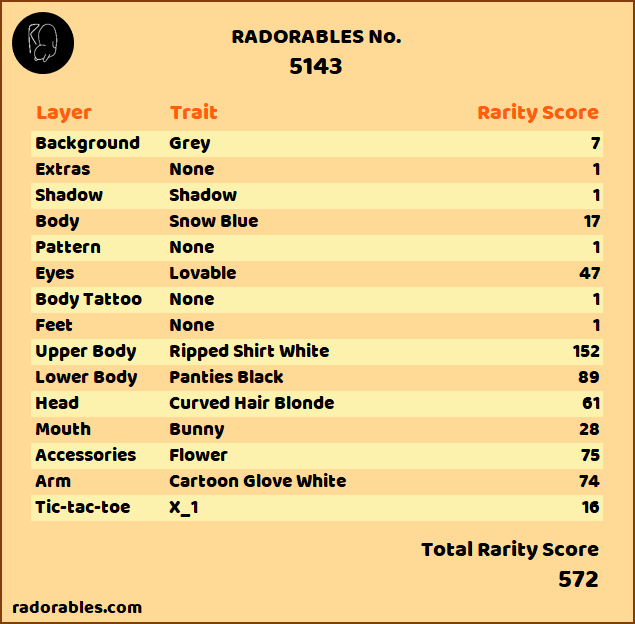 RADORABLES No.
5143
Layer Trait Rarity Score
Background Grey 7
Extras None 1
Shadow Shadow 1
Body Snow Blue 17
Pattern None 1
Eyes Lovable 47
Body Tattoo None 1
Feet None 1
Upper Body Ripped Shirt White 152
Lower Body Panties Black 89
Head Curved Hair Blonde 61
Mouth Bunny 28
Accessories Flower 75
Arm Cartoon Glove White 74
Tic-tac-toe X_1 16
Total Rarity Score
572
radorables.com